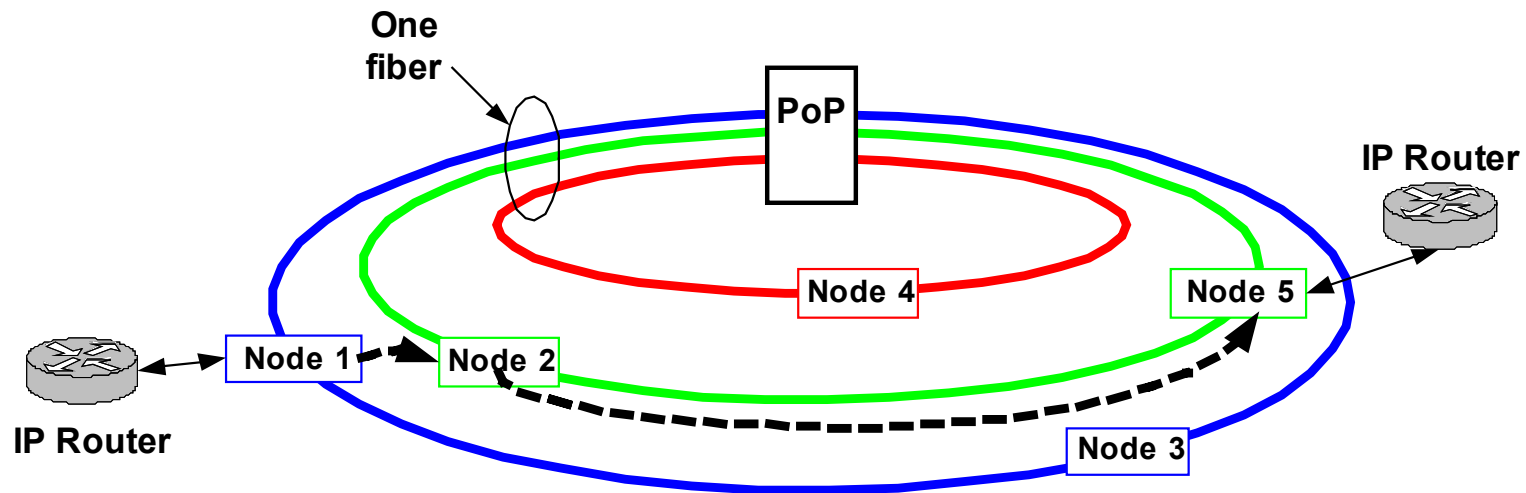 One
fiber
PoP
IP Router
Node 4
Node 5
Node 1
Node 2
IP Router
Node 3